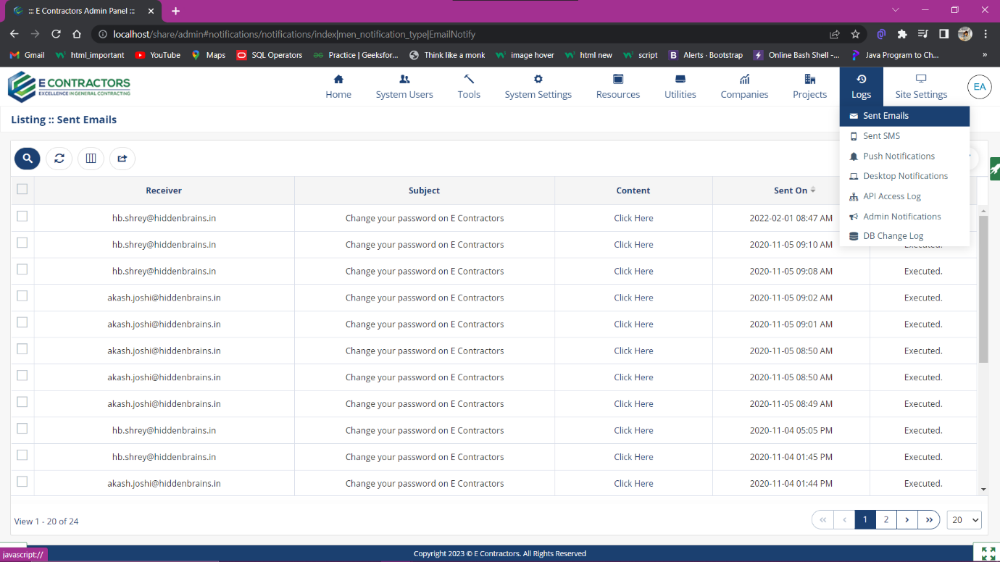 ::: E Contractors Admin Panel :::
localhost/share/admin#notifications/notifications/index|men_notification_type|EmailNotify
Gmail html_important YouTube Maps SQL Operators Practice | Geeksfor... Think like a monk image hover html new script Alerts · Bootstrap Online Bash Shell -... Java Program to Ch... »
E CONTRACTORS
EXCELLENCE IN GENERAL CONTRACTING
Home System Users Tools System Settings Resources Utilities Companies Projects Logs Site Settings EA
Listing :: Sent Emails
Sent Emails
Sent SMS
Push Notifications
Desktop Notifications
API Access Log
Admin Notifications
DB Change Log
Receiver Subject Content Sent On
hb.shrey@hiddenbrains.in Change your password on E Contractors Click Here 2022-02-01 08:47 AM
hb.shrey@hiddenbrains.in Change your password on E Contractors Click Here 2020-11-05 09:10 AM Executed.
hb.shrey@hiddenbrains.in Change your password on E Contractors Click Here 2020-11-05 09:08 AM Executed.
akash.joshi@hiddenbrains.in Change your password on E Contractors Click Here 2020-11-05 09:02 AM Executed.
akash.joshi@hiddenbrains.in Change your password on E Contractors Click Here 2020-11-05 09:01 AM Executed.
akash.joshi@hiddenbrains.in Change your password on E Contractors Click Here 2020-11-05 08:50 AM Executed.
akash.joshi@hiddenbrains.in Change your password on E Contractors Click Here 2020-11-05 08:50 AM Executed.
akash.joshi@hiddenbrains.in Change your password on E Contractors Click Here 2020-11-05 08:49 AM Executed.
hb.shrey@hiddenbrains.in Change your password on E Contractors Click Here 2020-11-04 05:05 PM Executed.
hb.shrey@hiddenbrains.in Change your password on E Contractors Click Here 2020-11-04 01:45 PM Executed.
akash.joshi@hiddenbrains.in Change your password on E Contractors Click Here 2020-11-04 01:44 PM Executed.
View 1 - 20 of 24
1 2 20
javascript://
Copyright 2023 © E Contractors. All Rights Reserved